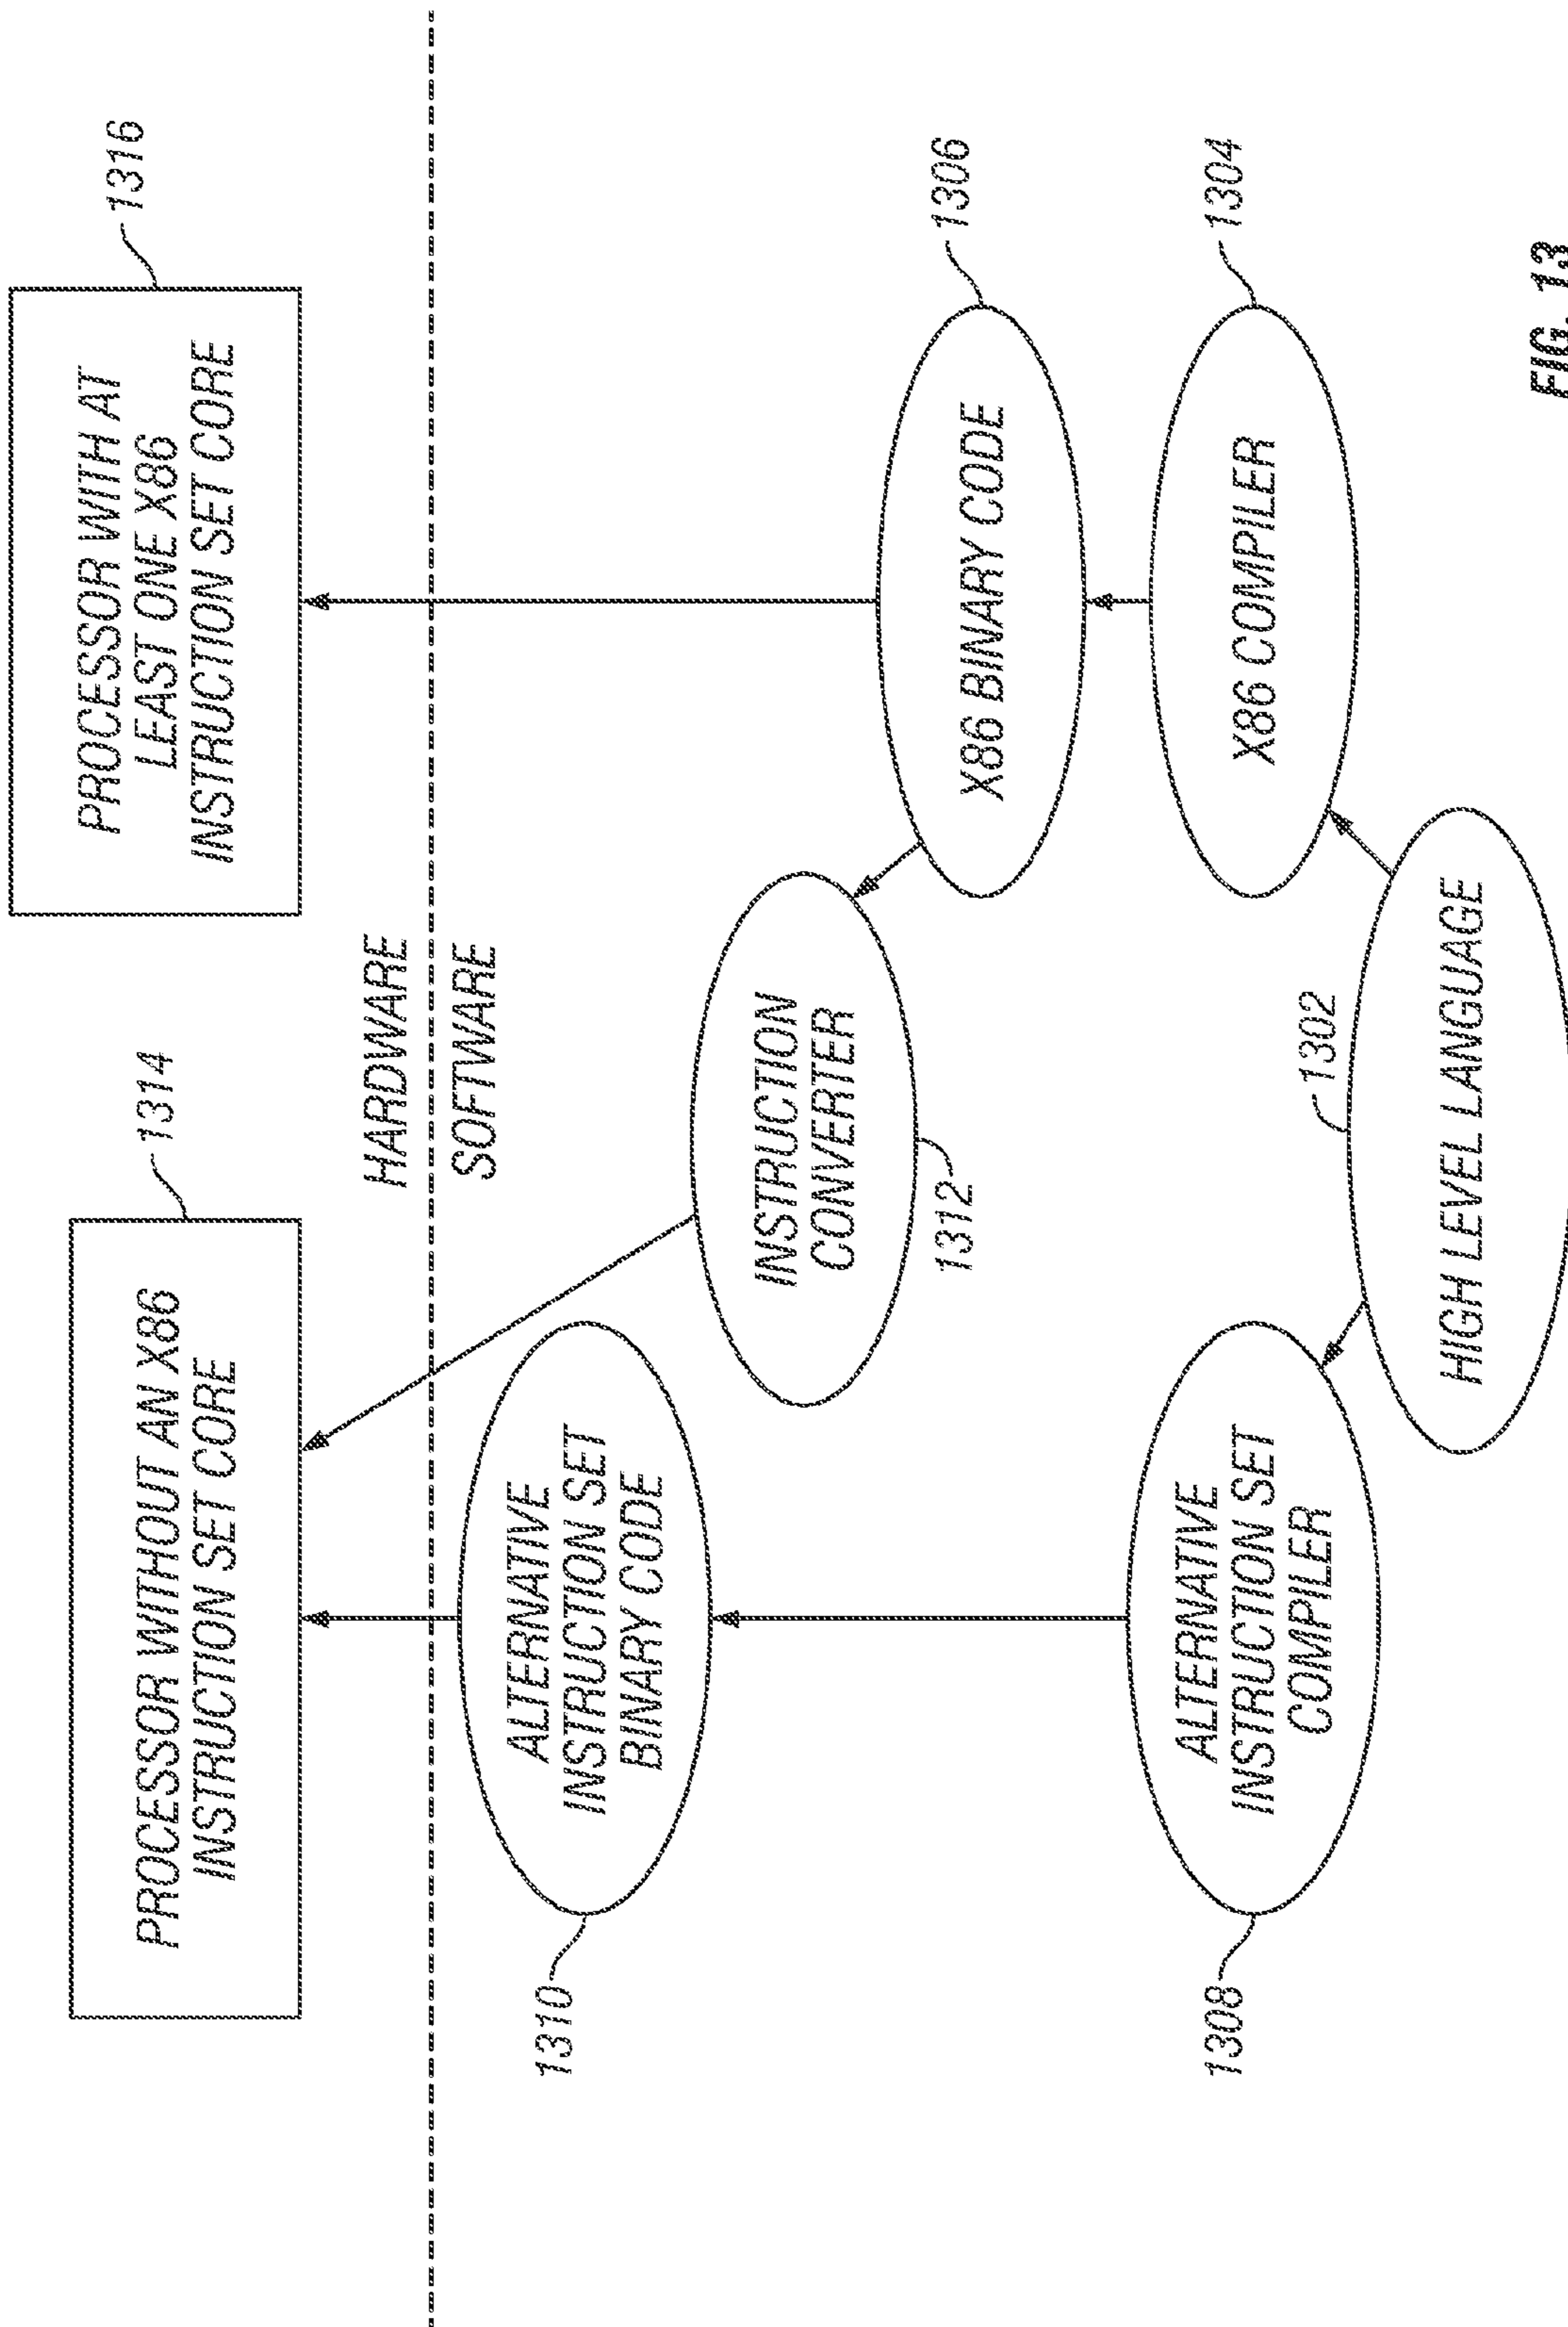 PROCESSOR WITHOUT AN X86
INSTRUCTION SET CORE
1314
PROCESSOR WITH AT
LEAST ONE X86
INSTRUCTION SET CORE
1316
HARDWARE
SOFTWARE
1310
ALTERNATIVE
INSTRUCTION SET
BINARY CODE
INSTRUCTION
CONVERTER
1312
1306
X86 BINARY CODE
1308
ALTERNATIVE
INSTRUCTION SET
COMPILER
1304
X86 COMPILER
1302
HIGH LEVEL LANGUAGE
FIG. 13